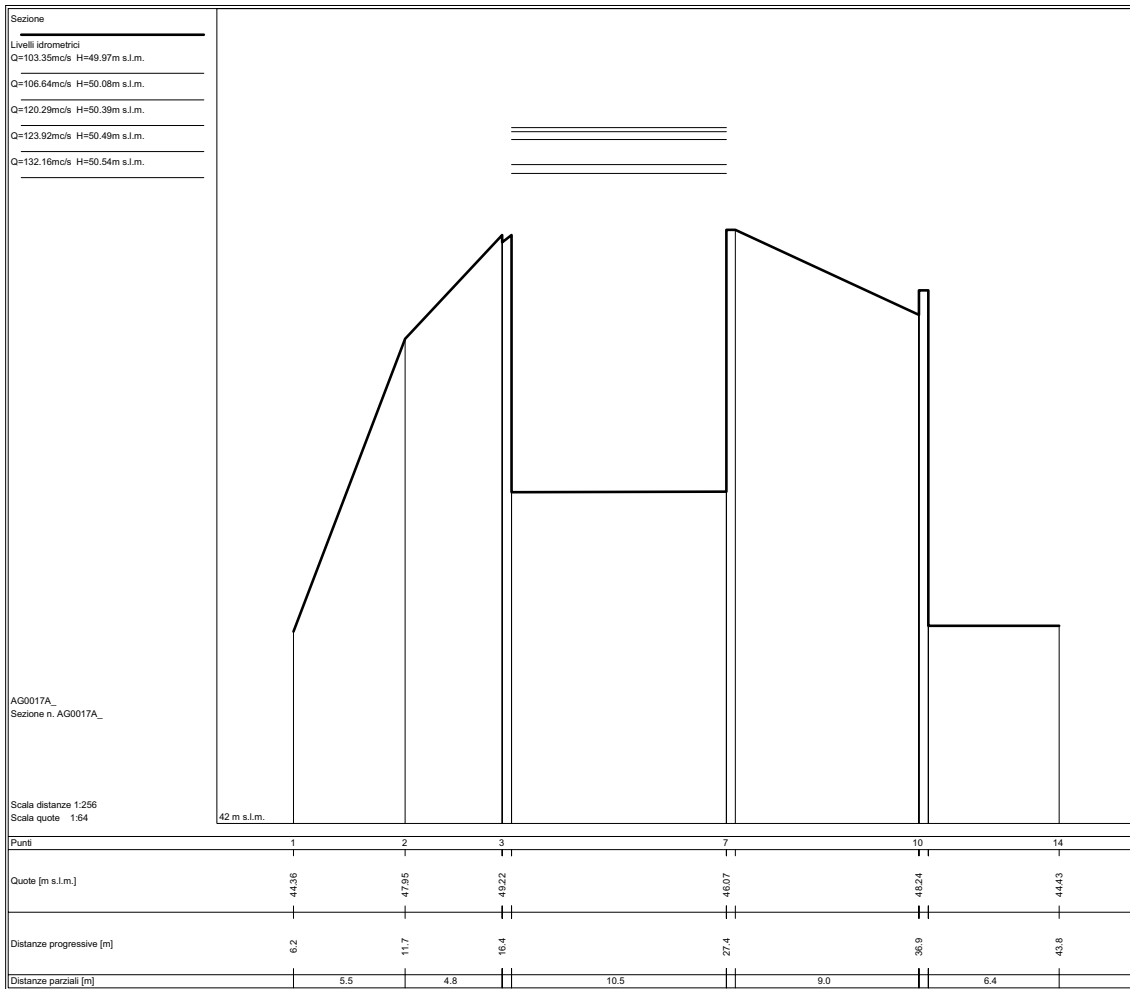 Sezione
Livelli idrometrici
Q=103.35mc/s H=49.97m s.l.m.
Q=106.64mc/s H=50.08m s.l.m.
Q=120.29mc/s H=50.39m s.l.m.
Q=123.92mc/s H=50.49m s.l.m.
Q=132.16mc/s H=50.54m s.l.m.
AG0017A_
Sezione n. AG0017A_
Scala distanze 1:256
Scala quote 1:64
42 m s.l.m.
Punti 1 2 3 7 10 14
Quote [m s.l.m.] 44.36 47.95 49.22 46.07 48.24 44.43
Distanze progressive [m] 6.2 11.7 16.4 27.4 36.9 43.8
Distanze parziali [m] 5.5 4.8 10.5 9.0 6.4